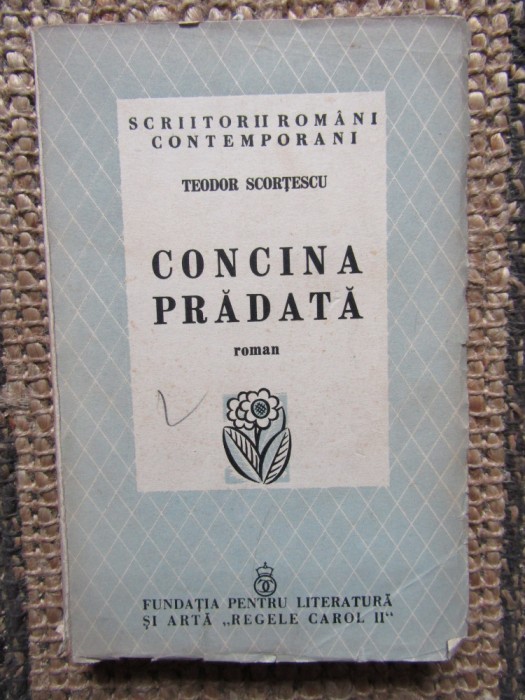 SCRIITORII ROMÂNI
CONTEMPORANI
TEODOR SCORȚESCU
CONCINA
PRĂDATĂ
roman
FUNDAȚIA PENTRU LITERATURĂ
ȘI ARTĂ „REGELE CAROL II“